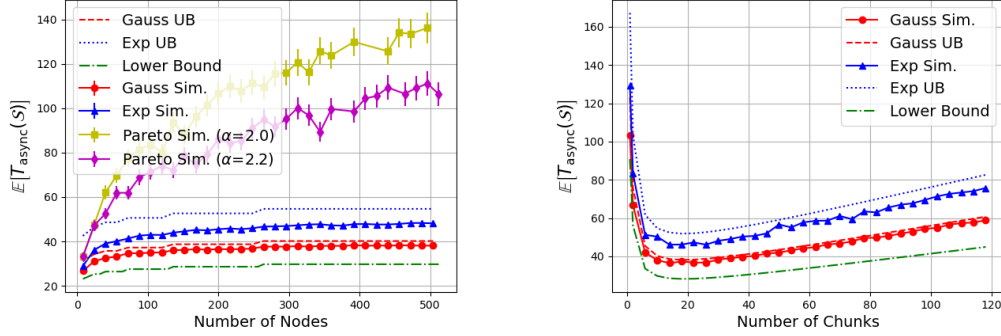 140
120
100
80
60
40
20
0
100
200
300
400
500
Number of Nodes
𝔼[T_async(𝒮)]
Gauss UB
Exp UB
Lower Bound
Gauss Sim.
Exp Sim.
Pareto Sim. (α=2.0)
Pareto Sim. (α=2.2)
160
140
120
100
80
60
40
0
20
40
60
80
100
120
Number of Chunks
𝔼[T_async(𝒮)]
Gauss Sim.
Gauss UB
Exp Sim.
Exp UB
Lower Bound